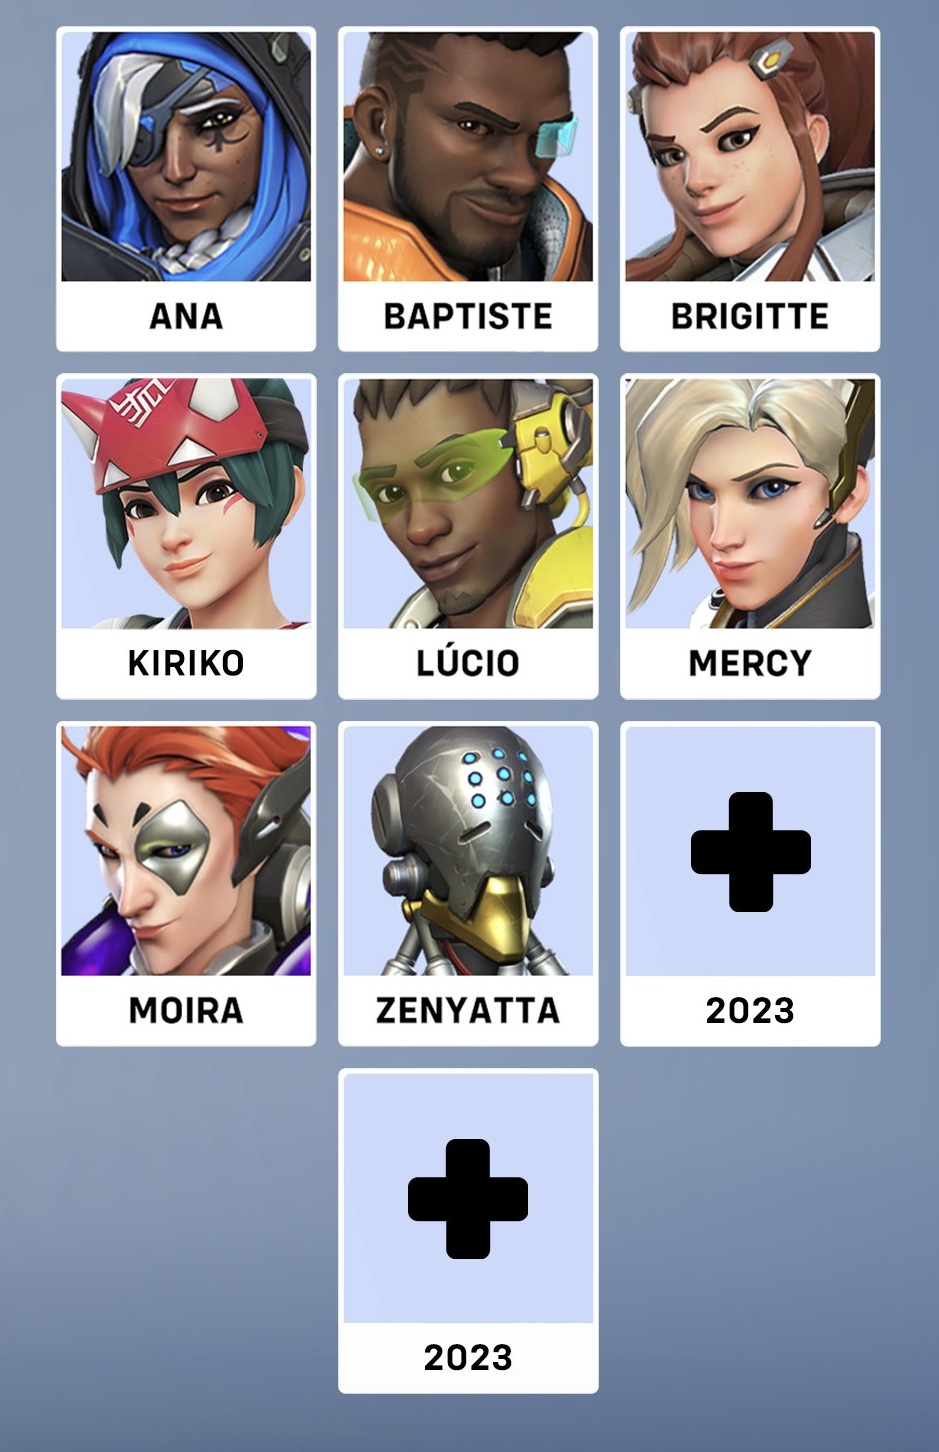 ANA
BAPTISTE
BRIGITTE
KIRIKO
LÚCIO
MERCY
MOIRA
ZENYATTA
2023
2023